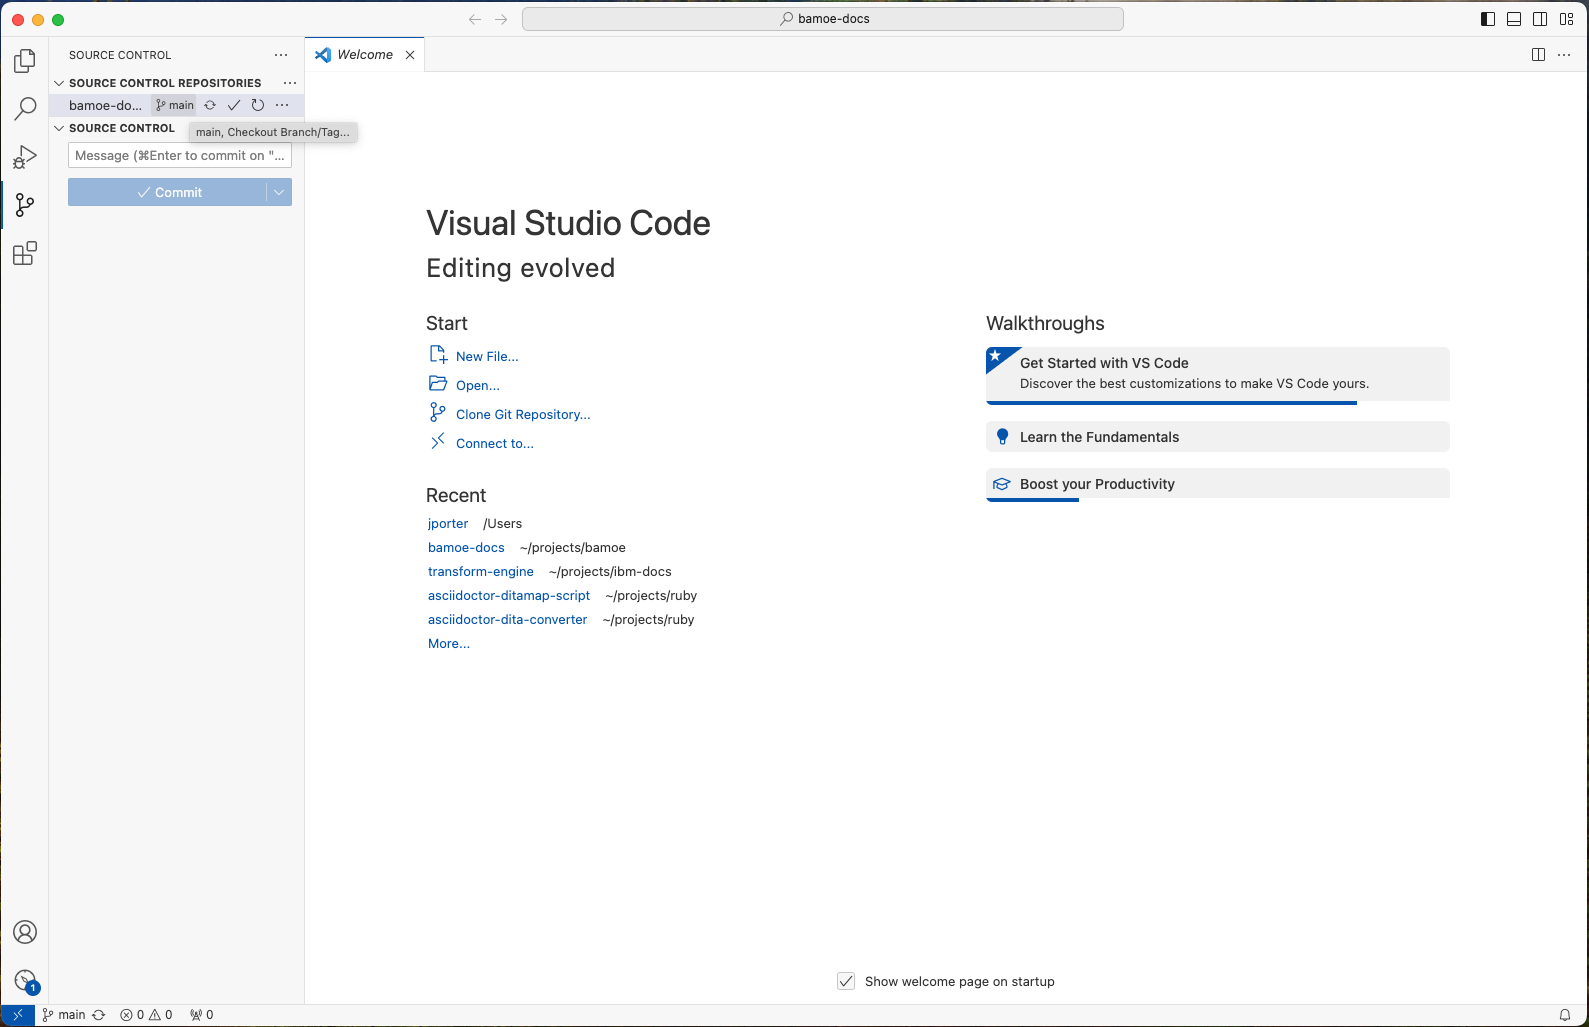 bamoe-docs
SOURCE CONTROL
Welcome
SOURCE CONTROL REPOSITORIES
bamoe-do... main
SOURCE CONTROL
main, Checkout Branch/Tag...
Message (⌘Enter to commit on "...
Commit
Visual Studio Code
Editing evolved
Start
New File...
Open...
Clone Git Repository...
Connect to...
Recent
jporter /Users
bamoe-docs ~/projects/bamoe
transform-engine ~/projects/ibm-docs
asciidoctor-ditamap-script ~/projects/ruby
asciidoctor-dita-converter ~/projects/ruby
More...
Walkthroughs
Get Started with VS Code
Discover the best customizations to make VS Code yours.
Learn the Fundamentals
Boost your Productivity
Show welcome page on startup
1
main 0 0 0